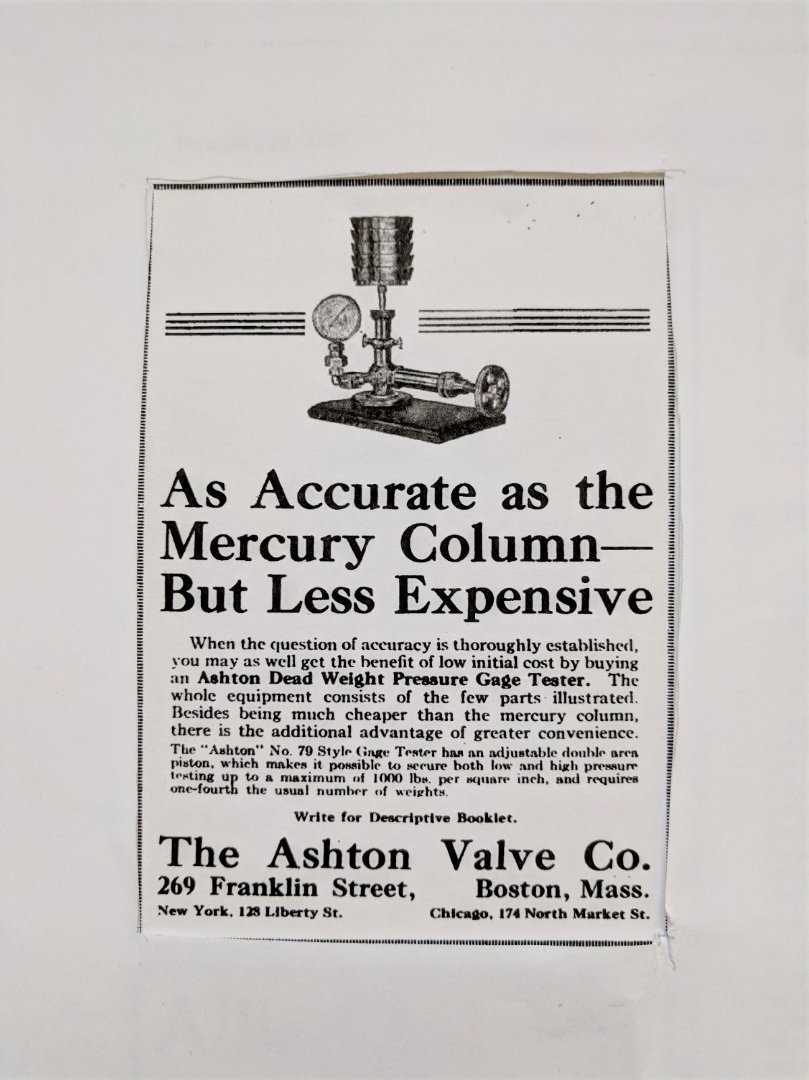 As Accurate as the
Mercury Column—
But Less Expensive
When the question of accuracy is thoroughly established,
you may as well get the benefit of low initial cost by buying
an Ashton Dead Weight Pressure Gage Tester. The
whole equipment consists of the few parts illustrated.
Besides being much cheaper than the mercury column,
there is the additional advantage of greater convenience.
The "Ashton" No. 79 Style Gage Tester has an adjustable double area
piston, which makes it possible to secure both low and high pressure
testing up to a maximum of 1000 lbs. per square inch, and requires
one-fourth the usual number of weights.
Write for Descriptive Booklet.
The Ashton Valve Co.
269 Franklin Street, Boston, Mass.
New York, 128 Liberty St. Chicago, 174 North Market St.